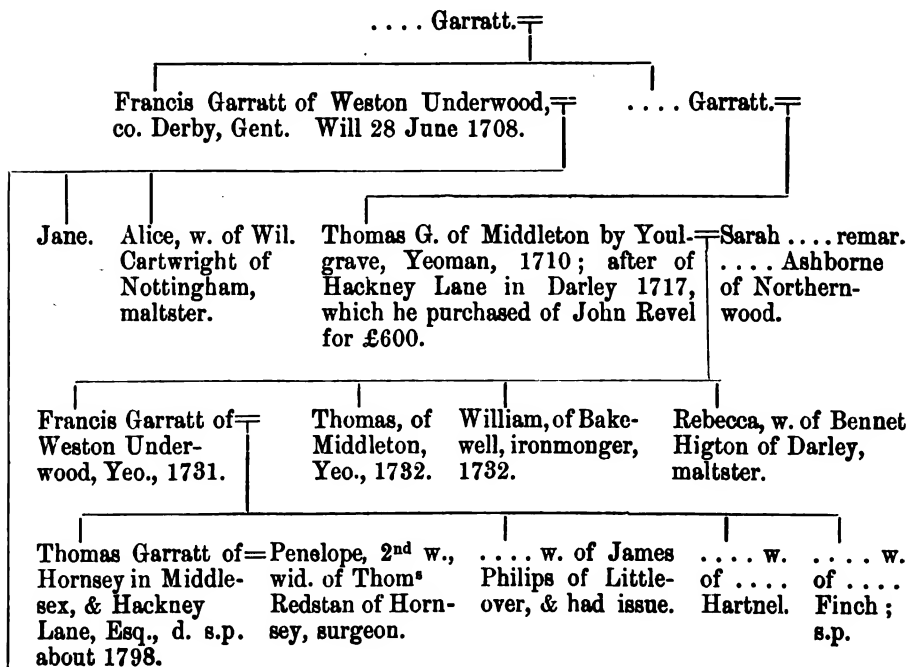 .... Garratt.
Francis Garratt of Weston Underwood,
co. Derby, Gent. Will 28 June 1708.
.... Garratt.
Jane.
Alice, w. of Wil.
Cartwright of
Nottingham,
maltster.
Thomas G. of Middleton by Youl-
grave, Yeoman, 1710; after of
Hackney Lane in Darley 1717,
which he purchased of John Revel
for £600.
Sarah .... remar.
.... Ashborne
of Northern-
wood.
Francis Garratt of
Weston Under-
wood, Yeo., 1731.
Thomas, of
Middleton,
Yeo., 1732.
William, of Bake-
well, ironmonger,
1732.
Rebecca, w. of Bennet
Higton of Darley,
maltster.
Thomas Garratt of
Hornsey in Middle-
sex, & Hackney
Lane, Esq., d. s.p.
about 1798.
Penelope, 2nd w.,
wid. of Thoms
Redstan of Horn-
sey, surgeon.
.... w. of James
Philips of Little-
over, & had issue.
.... w.
of ....
Hartnel.
.... w.
of ....
Finch;
s.p.